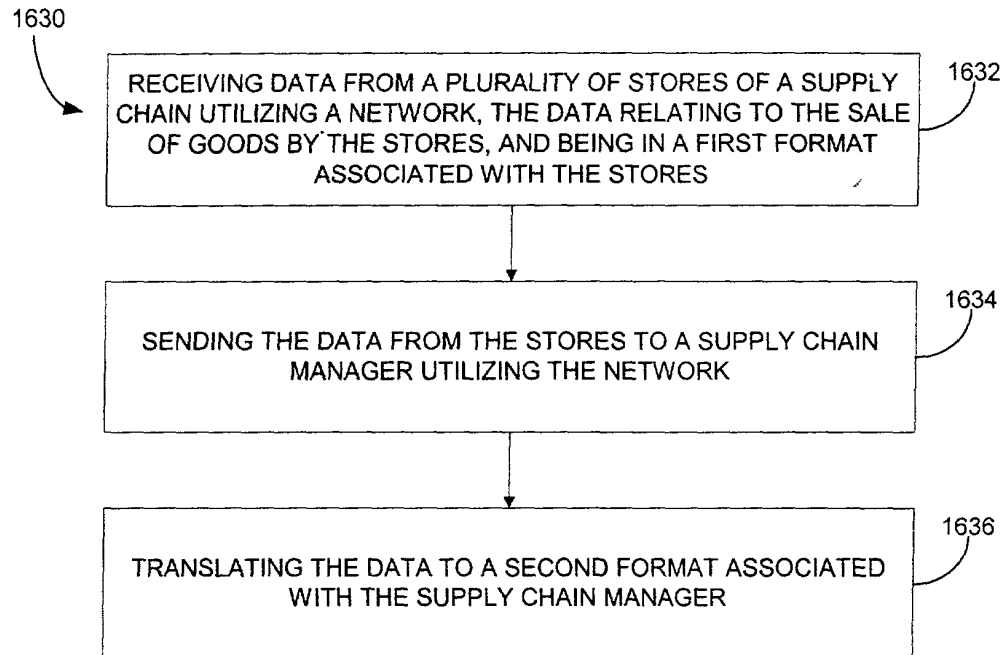 1630
RECEIVING DATA FROM A PLURALITY OF STORES OF A SUPPLY
CHAIN UTILIZING A NETWORK, THE DATA RELATING TO THE SALE
OF GOODS BY THE STORES, AND BEING IN A FIRST FORMAT
ASSOCIATED WITH THE STORES
1632
SENDING THE DATA FROM THE STORES TO A SUPPLY CHAIN
MANAGER UTILIZING THE NETWORK
1634
TRANSLATING THE DATA TO A SECOND FORMAT ASSOCIATED
WITH THE SUPPLY CHAIN MANAGER
1636